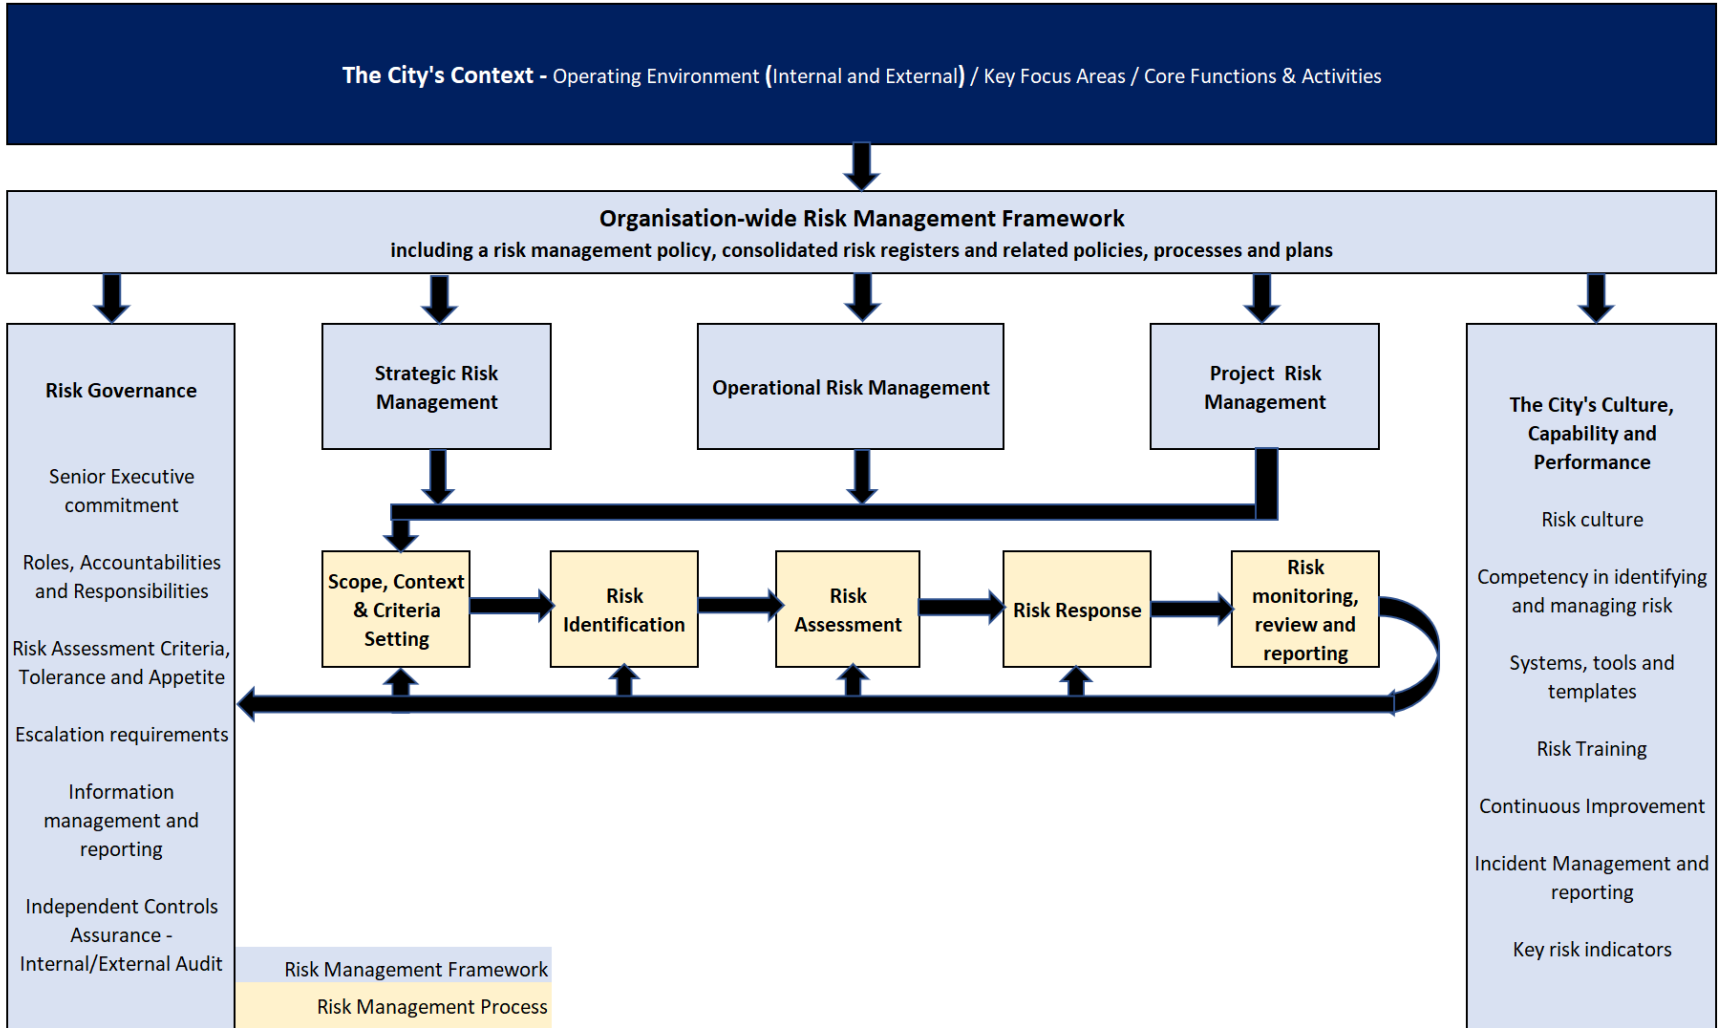 The City's Context - Operating Environment (Internal and External) / Key Focus Areas / Core Functions & Activities
Organisation-wide Risk Management Framework
including a risk management policy, consolidated risk registers and related policies, processes and plans
Risk Governance
Senior Executive
commitment
Roles, Accountabilities
and Responsibilities
Risk Assessment Criteria,
Tolerance and Appetite
Escalation requirements
Information
management and
reporting
Independent Controls
Assurance -
Internal/External Audit
Strategic Risk
Management
Operational Risk Management
Project Risk
Management
Scope, Context
& Criteria
Setting
Risk
Identification
Risk
Assessment
Risk Response
Risk
monitoring,
review and
reporting
The City's Culture,
Capability and
Performance
Risk culture
Competency in identifying
and managing risk
Systems, tools and
templates
Risk Training
Continuous Improvement
Incident Management and
reporting
Key risk indicators
Risk Management Framework
Risk Management Process